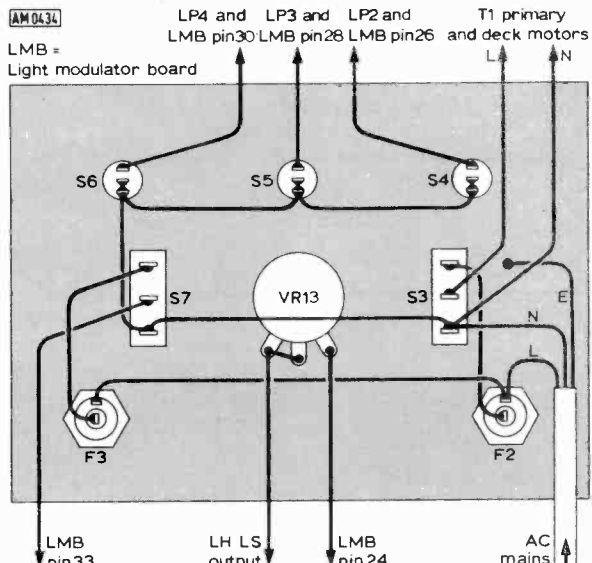 AM0434
LP4 and
LMB pin30
LP3 and
LMB pin28
LP2 and
LMB pin26
T1 primary
and deck motors
L
N
LMB =
Light modulator board
S6
S5
S4
S7
VR13
S3
E
N
L
F3
F2
LMB
pin33
LH LS
output
LMB
pin24
AC
mains